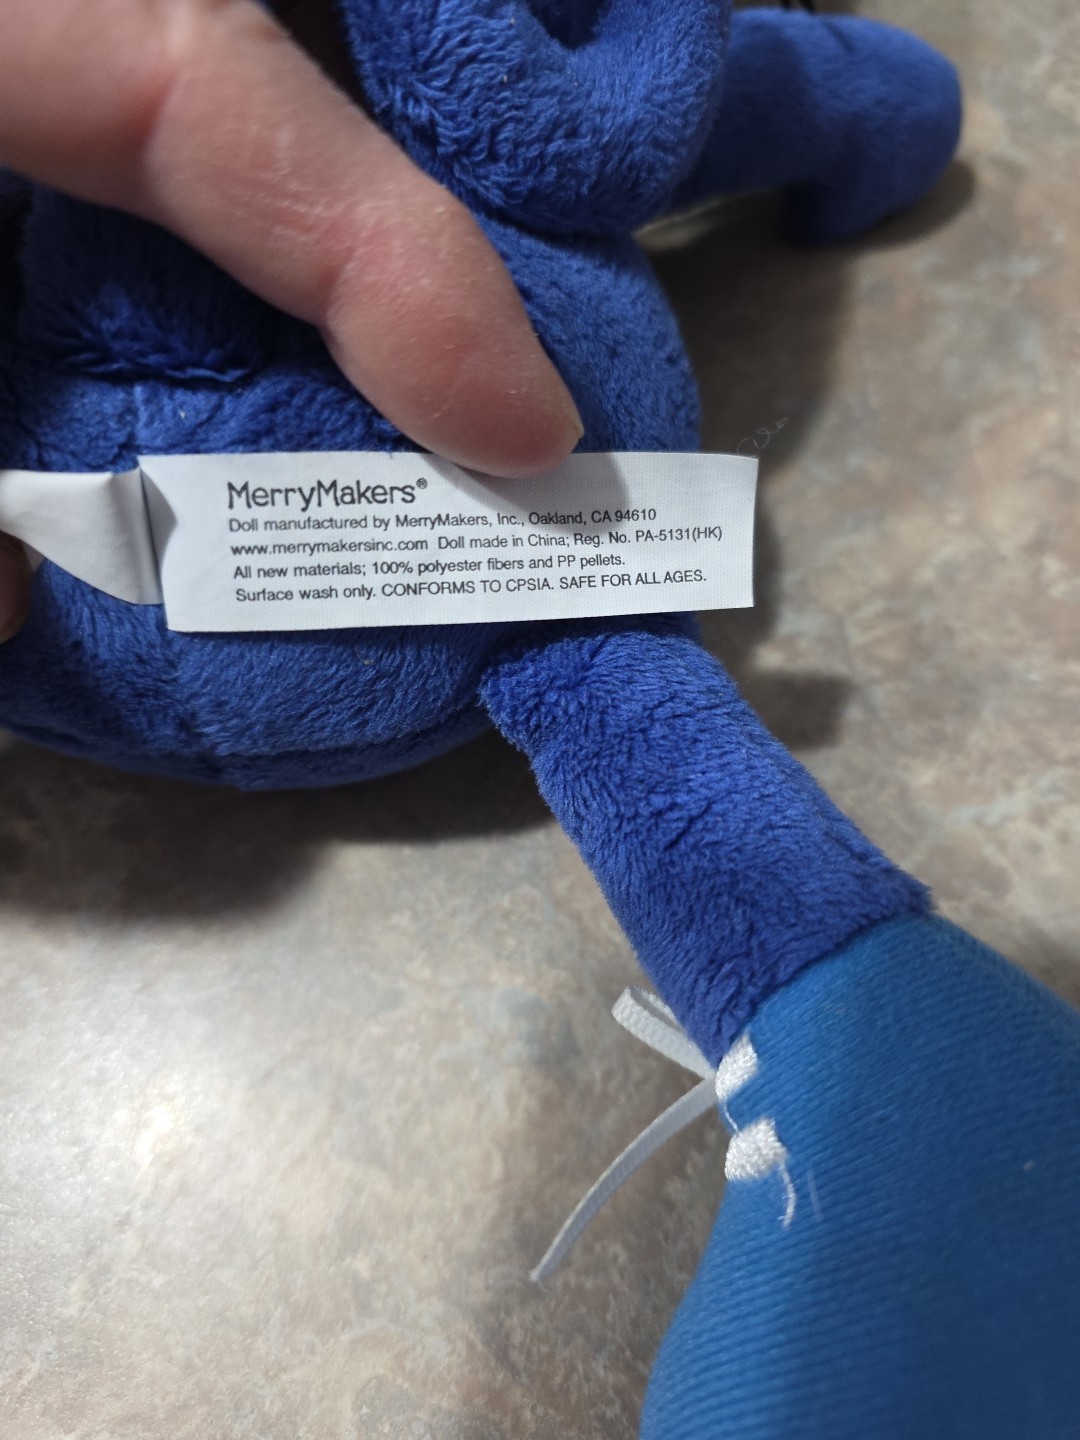 MerryMakers®
Doll manufactured by MerryMakers, Inc., Oakland, CA 94610
www.merrymakersinc.com Doll made in China; Reg. No. PA-5131(HK)
All new materials; 100% polyester fibers and PP pellets.
Surface wash only. CONFORMS TO CPSIA. SAFE FOR ALL AGES.